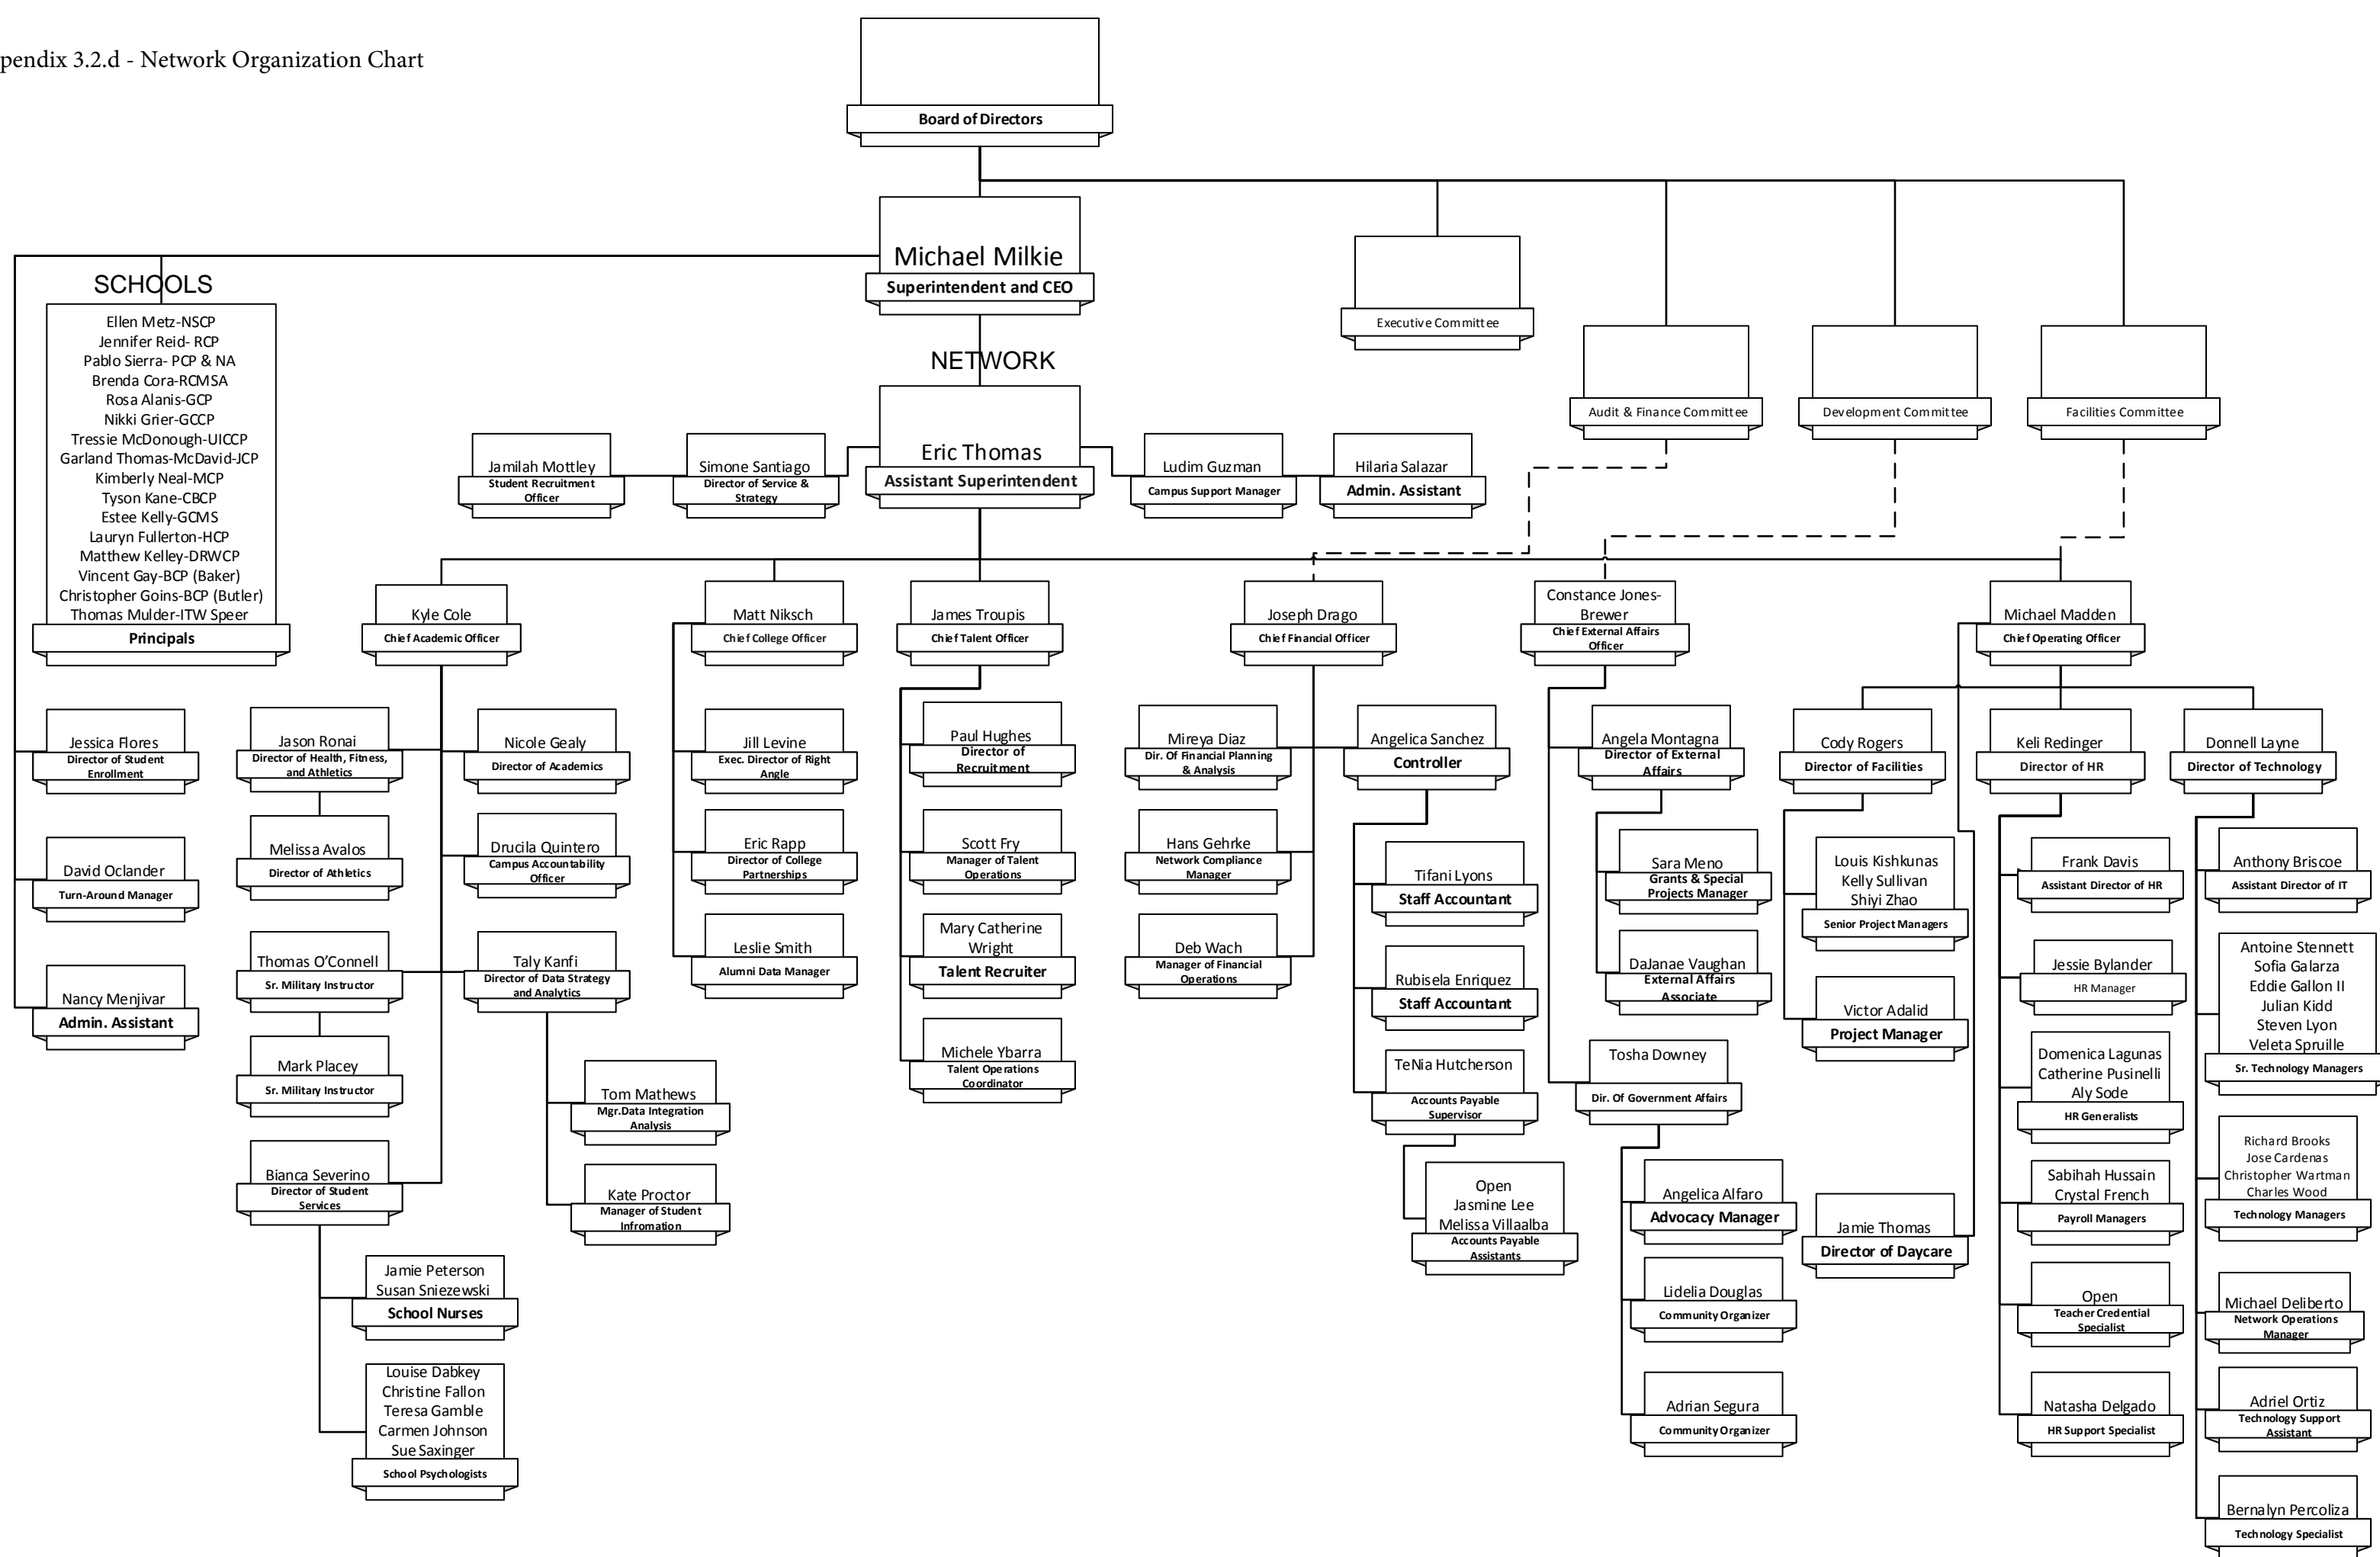 pendix 3.2.d - Network Organization Chart
Board of Directors
Michael Milkie
Superintendent and CEO
SCHOOLS
Ellen Metz-NSCP
Jennifer Reid- RCP
Pablo Sierra- PCP & NA
Brenda Cora-RCMSA
Rosa Alanis-GCP
Nikki Grier-GCCP
Tressie McDonough-UICCP
Garland Thomas-McDavid-JCP
Kimberly Neal-MCP
Tyson Kane-CBCP
Estee Kelly-GCMS
Lauryn Fullerton-HCP
Matthew Kelley-DRWCP
Vincent Gay-BCP (Baker)
Christopher Goins-BCP (Butler)
Thomas Mulder-ITW Speer
Principals
Executive Committee
Audit & Finance Committee
Development Committee
Facilities Committee
NETWORK
Eric Thomas
Assistant Superintendent
Jamilah Mottley
Student Recruitment
Officer
Simone Santiago
Director of Service &
Strategy
Ludim Guzman
Campus Support Manager
Hilaria Salazar
Admin. Assistant
Kyle Cole
Chief Academic Officer
Matt Niksch
Chief College Officer
James Troupis
Chief Talent Officer
Joseph Drago
Chief Financial Officer
Constance Jones-
Brewer
Chief External Affairs
Officer
Michael Madden
Chief Operating Officer
Jessica Flores
Director of Student
Enrollment
David Oclander
Turn-Around Manager
Nancy Menjivar
Admin. Assistant
Jason Ronai
Director of Health, Fitness,
and Athletics
Melissa Avalos
Director of Athletics
Thomas O’Connell
Sr. Military Instructor
Mark Placey
Sr. Military Instructor
Bianca Severino
Director of Student
Services
Jamie Peterson
Susan Sniezewski
School Nurses
Louise Dabkey
Christine Fallon
Teresa Gamble
Carmen Johnson
Sue Saxinger
School Psychologists
Nicole Gealy
Director of Academics
Drucila Quintero
Campus Accountability
Officer
Taly Kanfi
Director of Data Strategy
and Analytics
Tom Mathews
Mgr.Data Integration
Analysis
Kate Proctor
Manager of Student
Infromation
Jill Levine
Exec. Director of Right
Angle
Eric Rapp
Director of College
Partnerships
Leslie Smith
Alumni Data Manager
Paul Hughes
Director of
Recruitment
Scott Fry
Manager of Talent
Operations
Mary Catherine
Wright
Talent Recruiter
Michele Ybarra
Talent Operations
Coordinator
Mireya Diaz
Dir. Of Financial Planning
& Analysis
Hans Gehrke
Network Compliance
Manager
Deb Wach
Manager of Financial
Operations
Angelica Sanchez
Controller
Tifani Lyons
Staff Accountant
Rubisela Enriquez
Staff Accountant
TeNia Hutcherson
Accounts Payable
Supervisor
Open
Jasmine Lee
Melissa Villaalba
Accounts Payable
Assistants
Angela Montagna
Director of External
Affairs
Sara Meno
Grants & Special
Projects Manager
DaJanae Vaughan
External Affairs
Associate
Tosha Downey
Dir. Of Government Affairs
Angelica Alfaro
Advocacy Manager
Lidelia Douglas
Community Organizer
Adrian Segura
Community Organizer
Cody Rogers
Director of Facilities
Louis Kishkunas
Kelly Sullivan
Shiyi Zhao
Senior Project Managers
Victor Adalid
Project Manager
Jamie Thomas
Director of Daycare
Keli Redinger
Director of HR
Frank Davis
Assistant Director of HR
Jessie Bylander
HR Manager
Domenica Lagunas
Catherine Pusinelli
Aly Sode
HR Generalists
Sabihah Hussain
Crystal French
Payroll Managers
Open
Teacher Credential
Specialist
Natasha Delgado
HR Support Specialist
Donnell Layne
Director of Technology
Anthony Briscoe
Assistant Director of IT
Antoine Stennett
Sofia Galarza
Eddie Gallon II
Julian Kidd
Steven Lyon
Veleta Spruille
Sr. Technology Managers
Richard Brooks
Jose Cardenas
Christopher Wartman
Charles Wood
Technology Managers
Michael Deliberto
Network Operations
Manager
Adriel Ortiz
Technology Support
Assistant
Bernalyn Percoliza
Technology Specialist